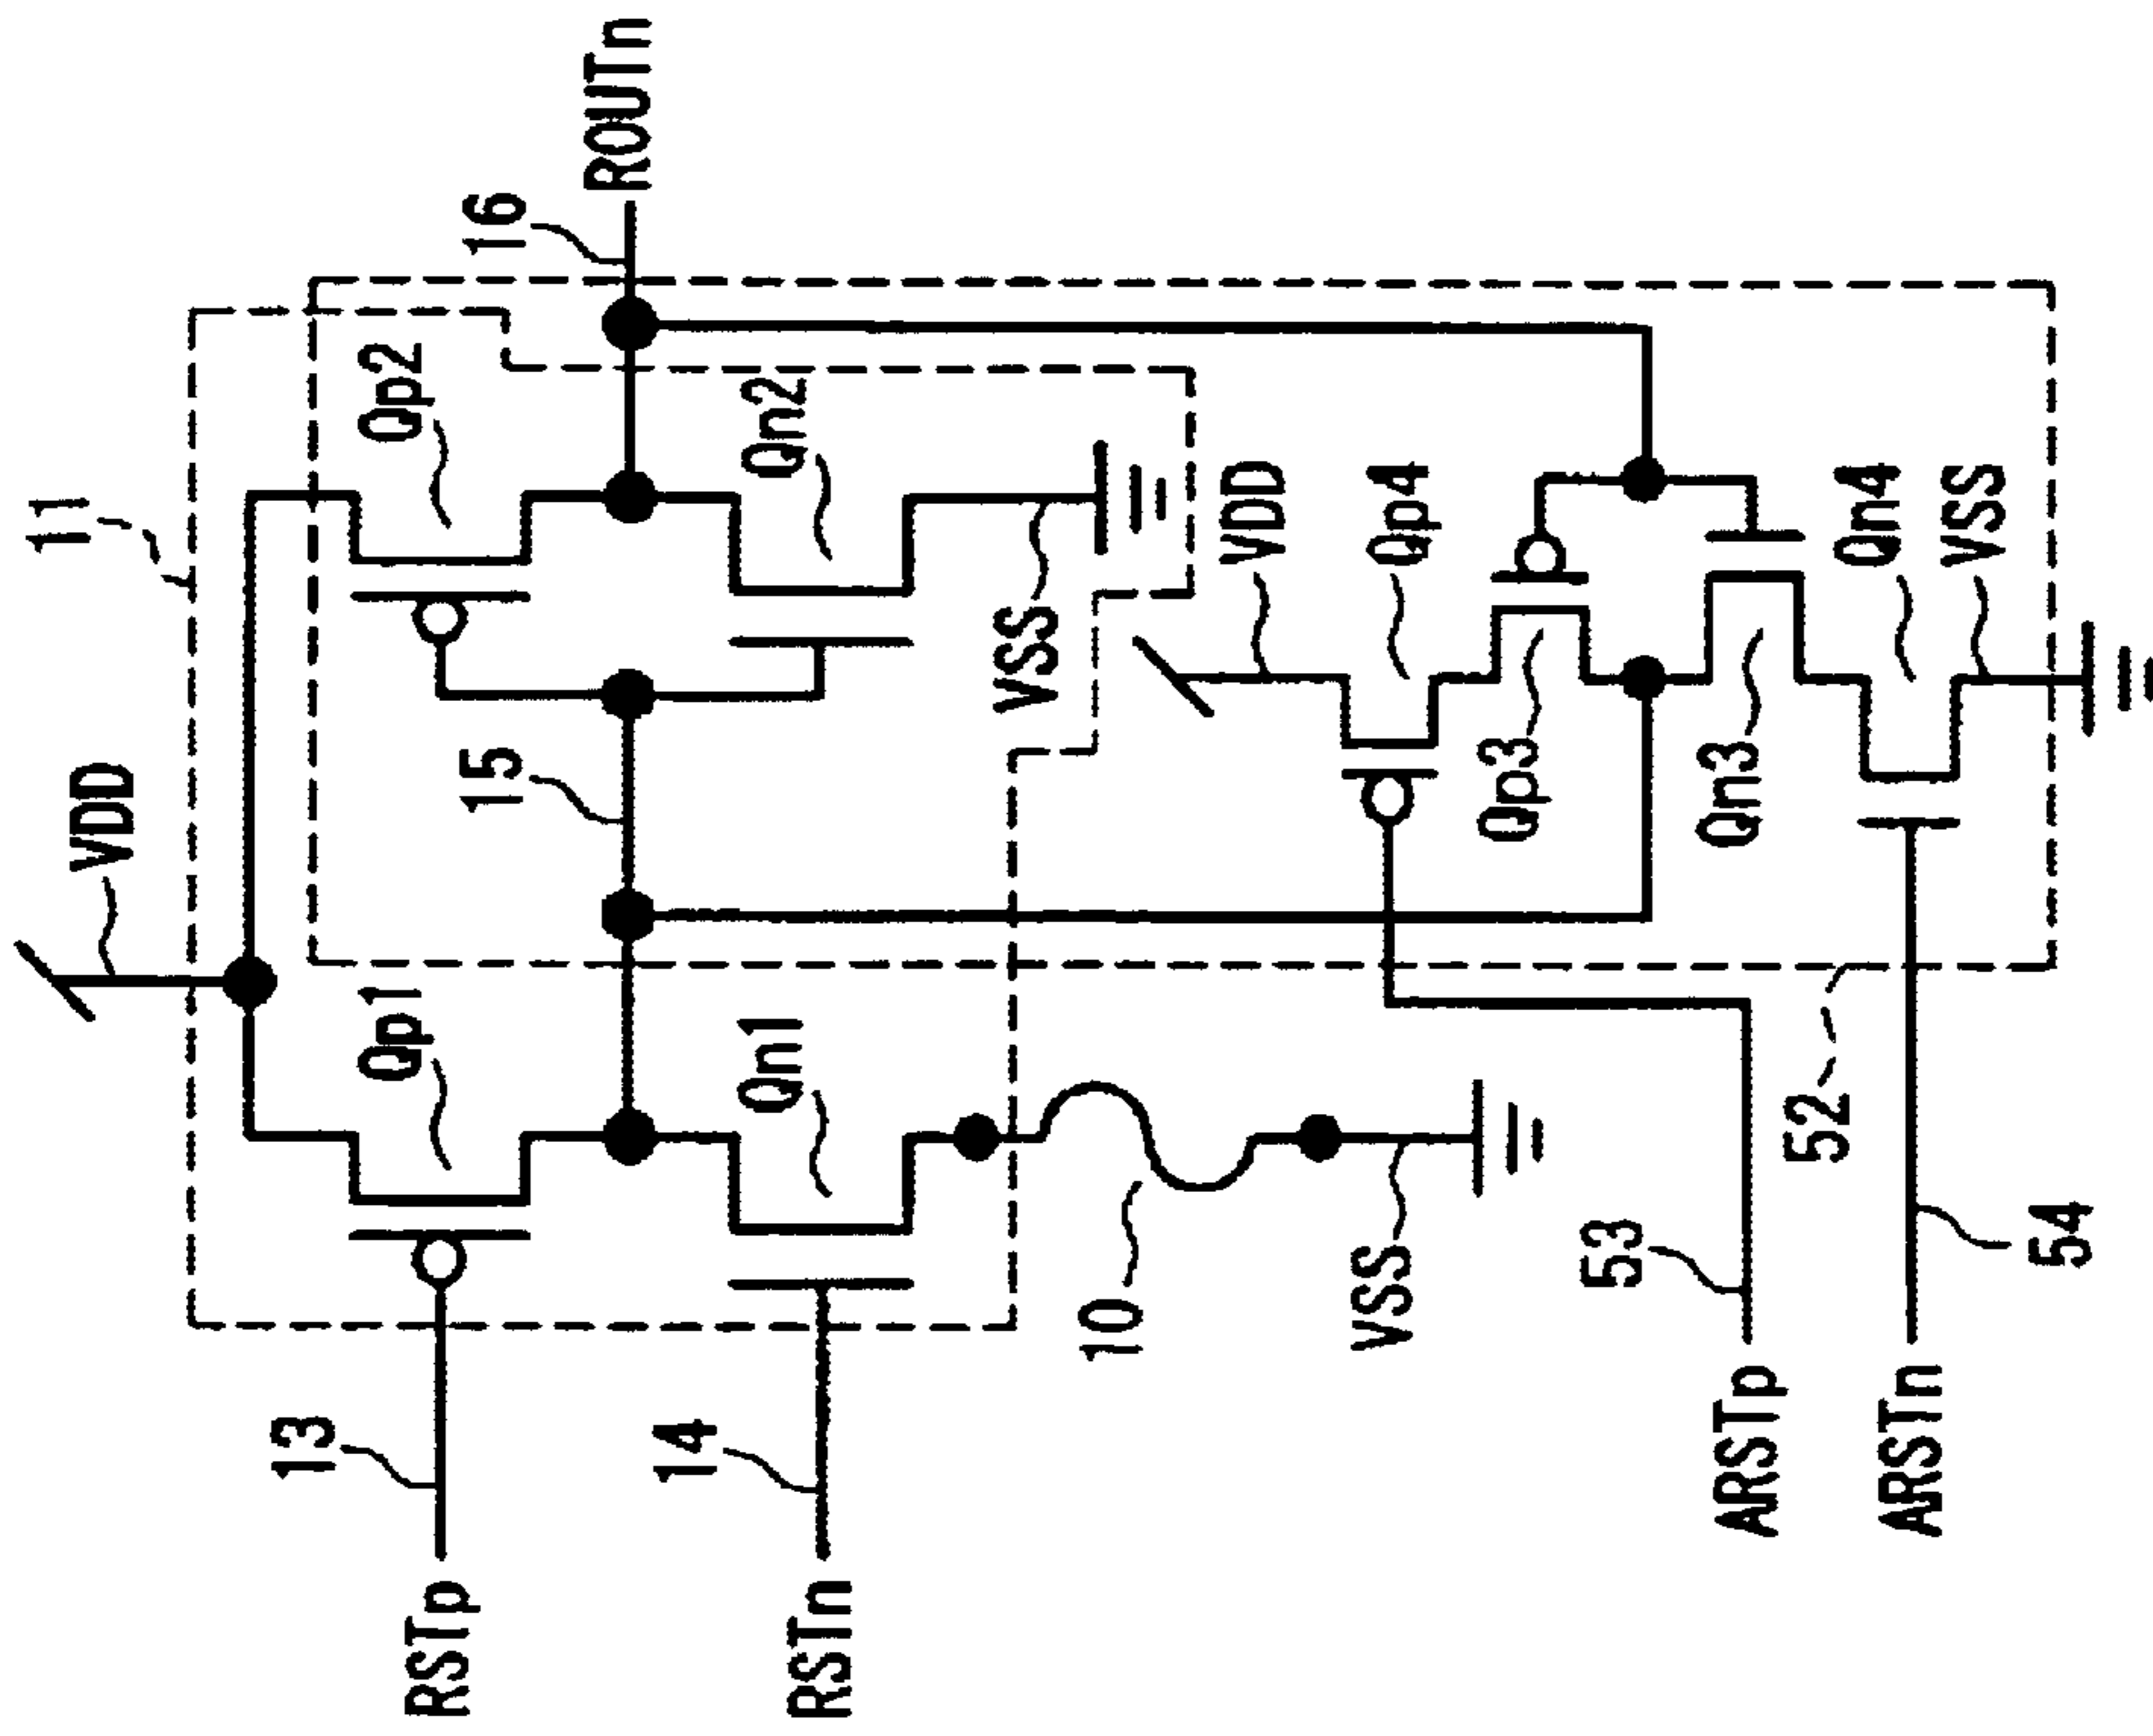 11
VDD
13
Qp1
Qp2
RSTp
15
16
ROUTn
14
Qn1
Qn2
RSTn
VSS
10
VDD
VSS
Qp4
Qp3
53
Qn3
ARSTp
52
Qn4
ARSTn
VSS
54